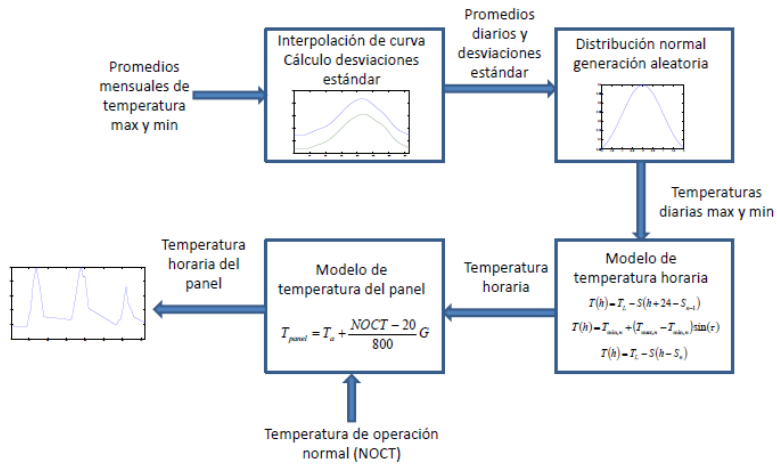 Promedios
mensuales de
temperatura
max y min
Interpolación de curva
Cálculo desviaciones
estándar
Promedios
diarios y
desviaciones
estándar
Distribución normal
generación aleatoria
Temperaturas
diarias max y min
Modelo de
temperatura horaria
T(h)=T_L−S(h+24−S_{n−1})
T(h)=T_{min,n}+(T_{max,n}−T_{min,n})sin(τ)
T(h)=T_L−S(h−S_n)
Temperatura
horaria
Modelo de
temperatura del panel
T_{panel} = T_a + \frac{NOCT−20}{800} G
Temperatura de operación
normal (NOCT)
Temperatura
horaria del
panel